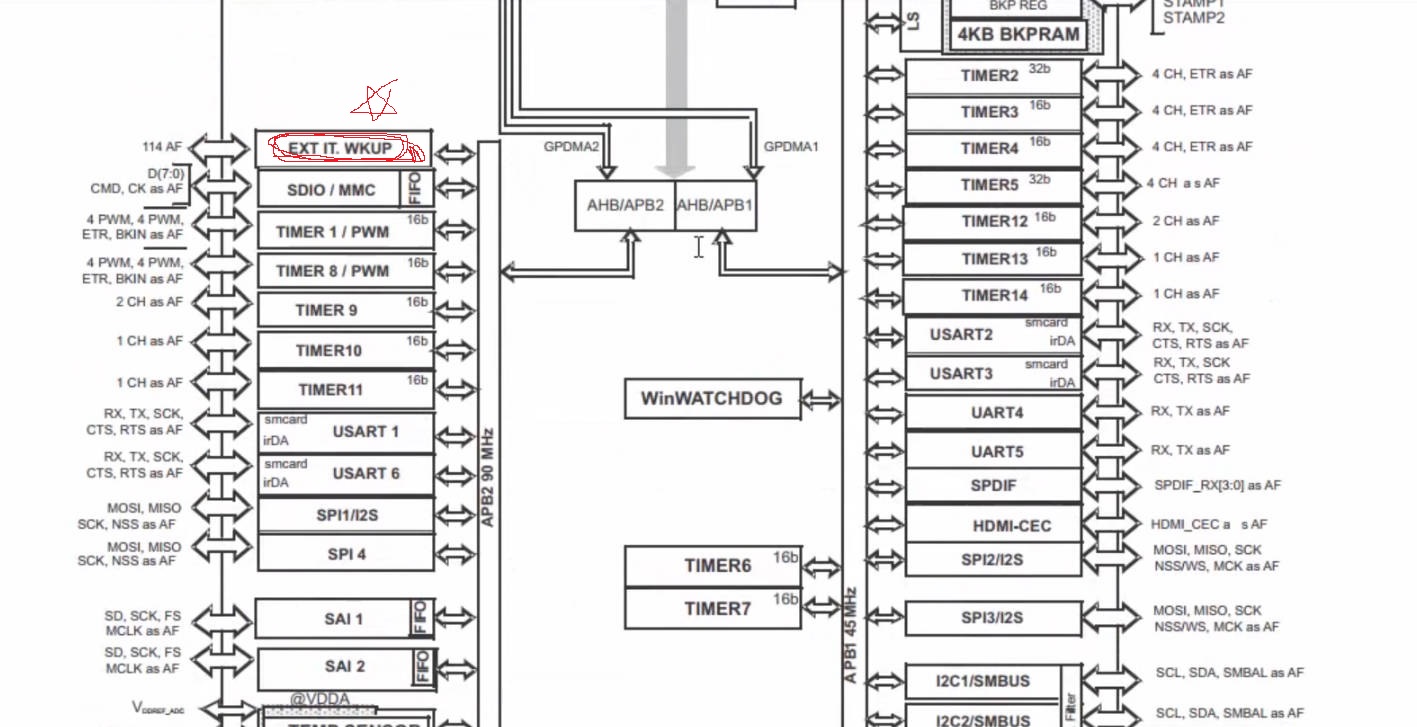 BKP REG
STAMP1
STAMP2
LS
4KB BKPRAM
TIMER2 32b
4 CH, ETR as AF
TIMER3 16b
4 CH, ETR as AF
TIMER4 16b
4 CH, ETR as AF
TIMER5 32b
4 CH a s AF
TIMER12 16b
2 CH as AF
TIMER13 16b
1 CH as AF
TIMER14 16b
1 CH as AF
USART2 smcard
irDA
RX, TX, SCK,
CTS, RTS as AF
USART3 smcard
irDA
RX, TX, SCK
CTS, RTS as AF
UART4
RX, TX as AF
UART5
RX, TX as AF
SPDIF
SPDIF_RX[3:0] as AF
HDMI-CEC
HDMI_CEC a s AF
SPI2/I2S
MOSI, MISO, SCK
NSS/WS, MCK as AF
SPI3/I2S
MOSI, MISO, SCK
NSS/WS, MCK as AF
I2C1/SMBUS
SCL, SDA, SMBAL as AF
I2C2/SMBUS
SCL, SDA, SMBAL as AF
Filter
114 AF
EXT IT. WKUP
D(7:0)
CMD, CK as AF
SDIO / MMC
FIFO
4 PWM, 4 PWM,
ETR, BKIN as AF
TIMER 1 / PWM 16b
4 PWM, 4 PWM,
ETR, BKIN as AF
TIMER 8 / PWM 16b
2 CH as AF
TIMER 9 16b
1 CH as AF
TIMER10 16b
1 CH as AF
TIMER11 16b
RX, TX, SCK,
CTS, RTS as AF
smcard
irDA
USART 1
RX, TX, SCK,
CTS, RTS as AF
smcard
irDA
USART 6
MOSI, MISO
SCK, NSS as AF
SPI1/I2S
MOSI, MISO
SCK, NSS as AF
SPI 4
SD, SCK, FS
MCLK as AF
SAI 1
FIFO
SD, SCK, FS
MCLK as AF
SAI 2
FIFO
@VDDA
VDDREF_ADC
TEMP SENSOR
APB2 90 MHz
GPDMA2
GPDMA1
AHB/APB2
AHB/APB1
WinWATCHDOG
TIMER6 16b
TIMER7 16b
APB1 45 MHz